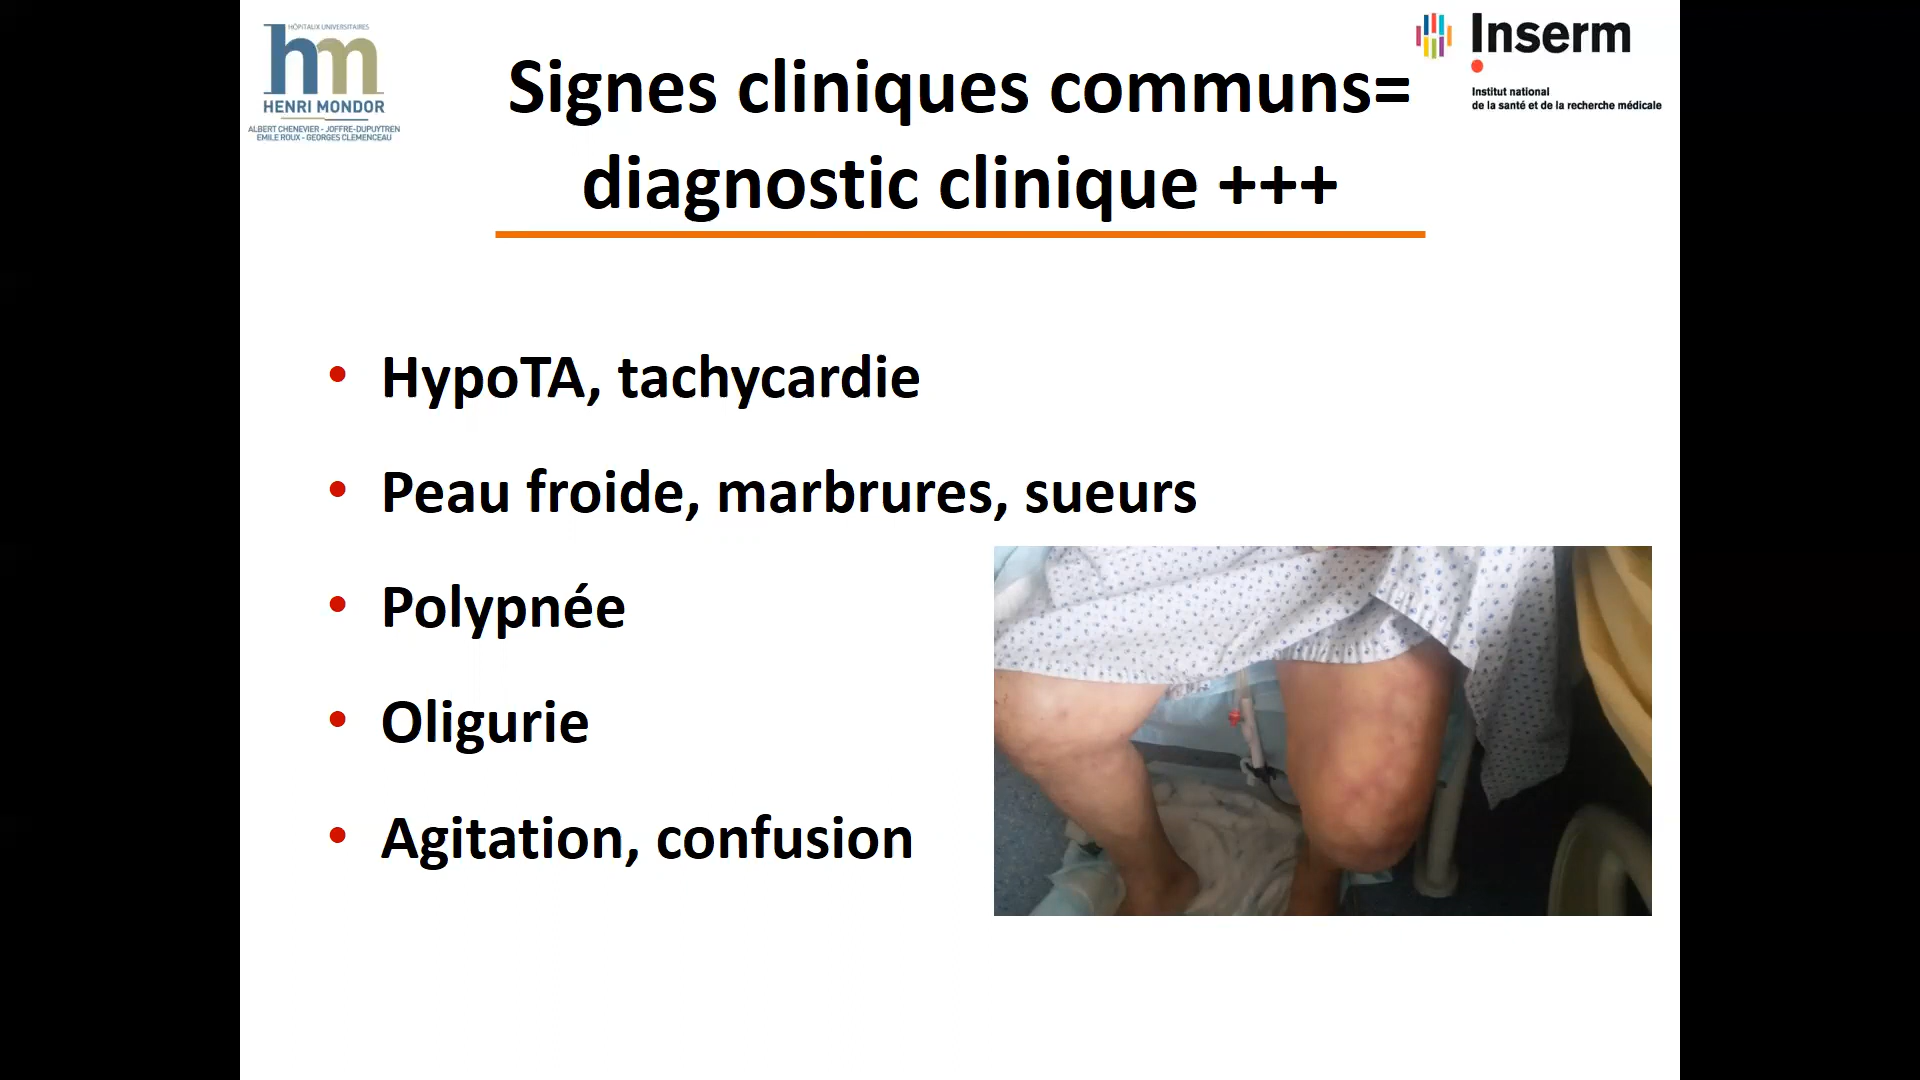 HÔPITAUX UNIVERSITAIRES
hm
HENRI MONDOR
ALBERT CHENEVIER - JOFFRE-DUPUYTREN
EMILE ROUX - GEORGES CLEMENCEAU
Inserm
Institut national
de la santé et de la recherche médicale
Signes cliniques communs=
diagnostic clinique +++
• HypoTA, tachycardie
• Peau froide, marbrures, sueurs
• Polypnée
• Oligurie
• Agitation, confusion